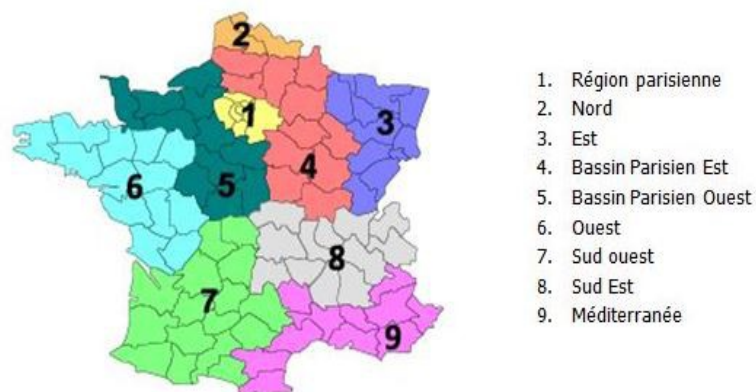 2
1
3
4
5
6
8
7
9
1. Région parisienne
2. Nord
3. Est
4. Bassin Parisien Est
5. Bassin Parisien Ouest
6. Ouest
7. Sud ouest
8. Sud Est
9. Méditerranée